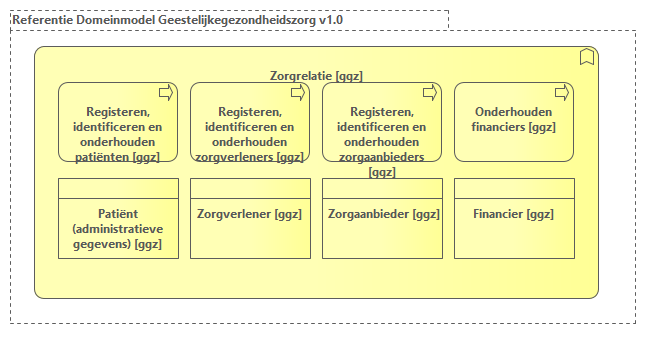 Referentie Domeinmodel Geestelijkegezondheidszorg v1.0
Zorgrelatie [ggz]
Registeren,
identificeren en
onderhouden
patiënten [ggz]
Registeren,
identificeren en
onderhouden
zorgverleners [ggz]
Registeren,
identificeren en
onderhouden
zorgaanbieders
[ggz]
Onderhouden
financiers [ggz]
Patiënt
(administratieve
gegevens) [ggz]
Zorgverlener [ggz]
Zorgaanbieder [ggz]
Financier [ggz]